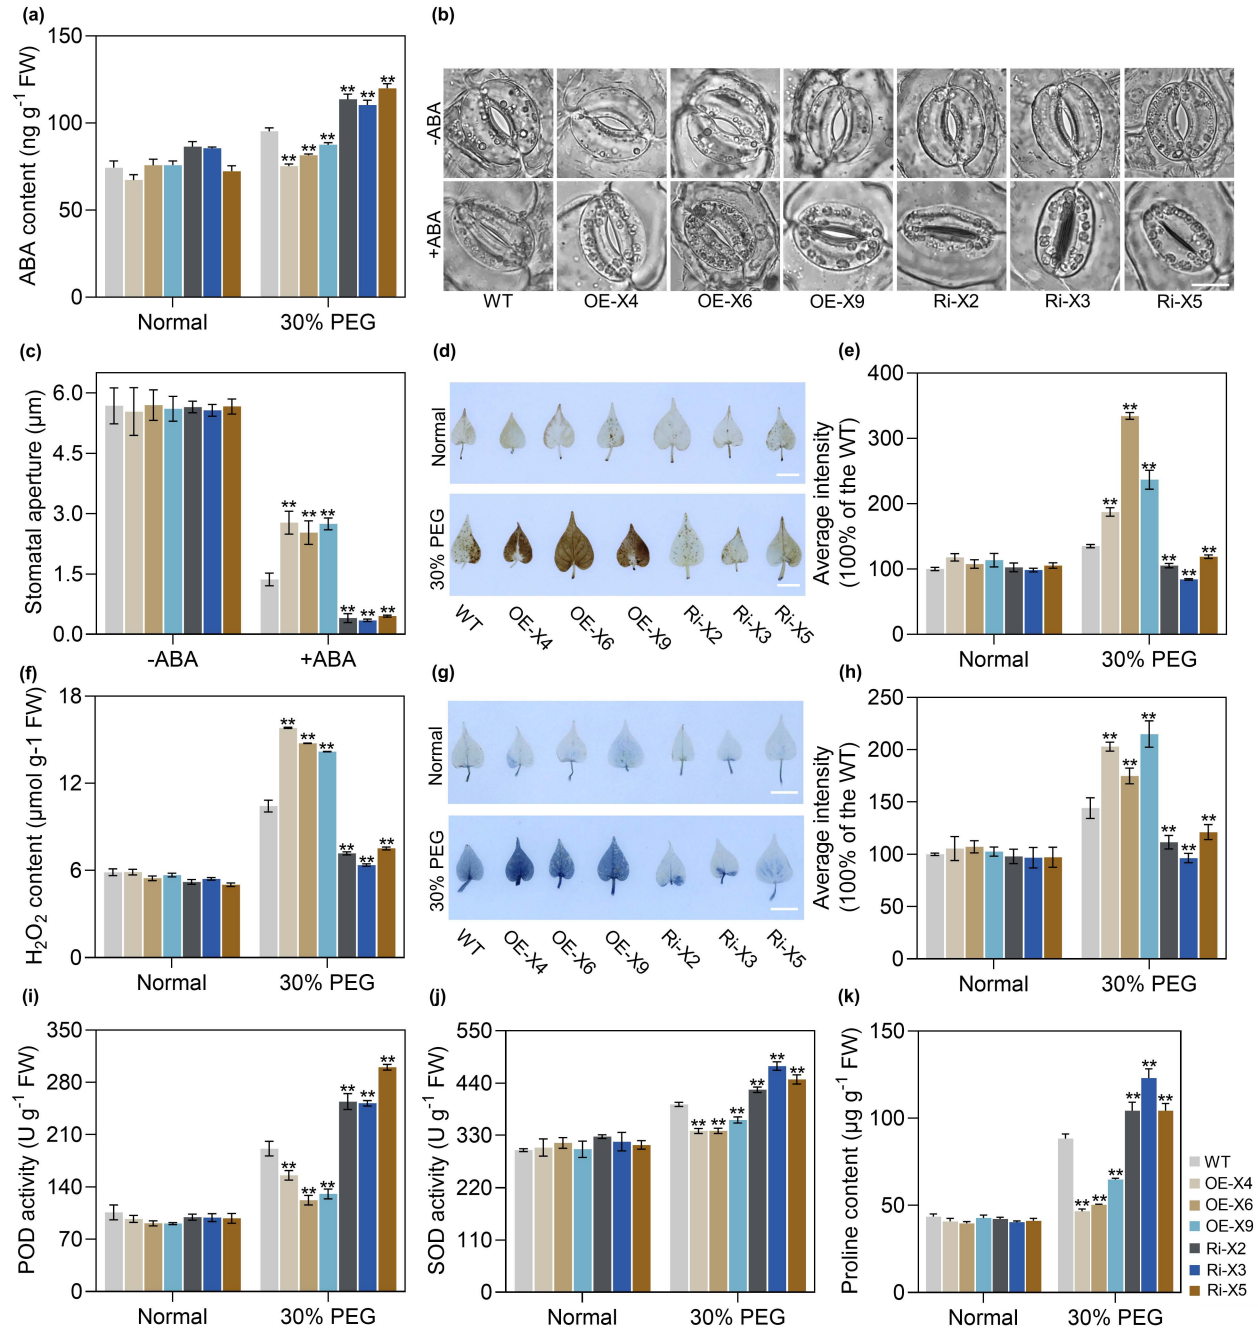 (a)
ABA content (ng g⁻¹ FW)
150
100
50
0
** ** ** ** ** **
Normal
30% PEG
(b)
-ABA
+ABA
WT
OE-X4
OE-X6
OE-X9
Ri-X2
Ri-X3
Ri-X5
(c)
Stomatal aperture (μm)
6.0
4.5
3.0
1.5
0.0
** ** ** ** ** **
-ABA
+ABA
(d)
Normal
30% PEG
WT
OE-X4
OE-X6
OE-X9
Ri-X2
Ri-X3
Ri-X5
(e)
Average intensity
(100% of the WT)
400
300
200
100
0
** ** ** ** ** **
Normal
30% PEG
(f)
H₂O₂ content (μmol g-1 FW)
18
12
6
0
** ** ** ** ** **
Normal
30% PEG
(g)
Normal
30% PEG
WT
OE-X4
OE-X6
OE-X9
Ri-X2
Ri-X3
Ri-X5
(h)
Average intensity
(100% of the WT)
250
200
150
100
50
0
** ** ** ** ** **
Normal
30% PEG
(i)
POD activity (U g⁻¹ FW)
350
280
210
140
70
0
** ** ** ** ** **
Normal
30% PEG
(j)
SOD activity (U g⁻¹ FW)
550
440
330
220
110
0
** ** ** ** ** **
Normal
30% PEG
(k)
Proline content (μg g⁻¹ FW)
150
100
50
0
** ** ** ** ** **
Normal
30% PEG
WT
OE-X4
OE-X6
OE-X9
Ri-X2
Ri-X3
Ri-X5